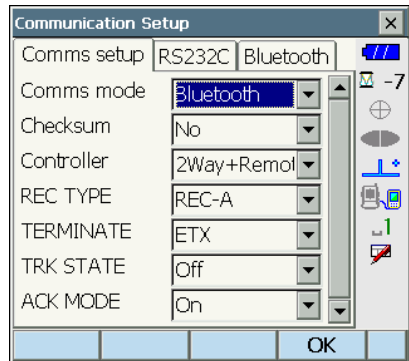 Communication Setup
Comms setup RS232C Bluetooth
Comms mode Bluetooth
-7
Checksum No
Controller 2Way+Remot
REC TYPE REC-A
TERMINATE ETX
1
TRK STATE Off
ACK MODE On
OK